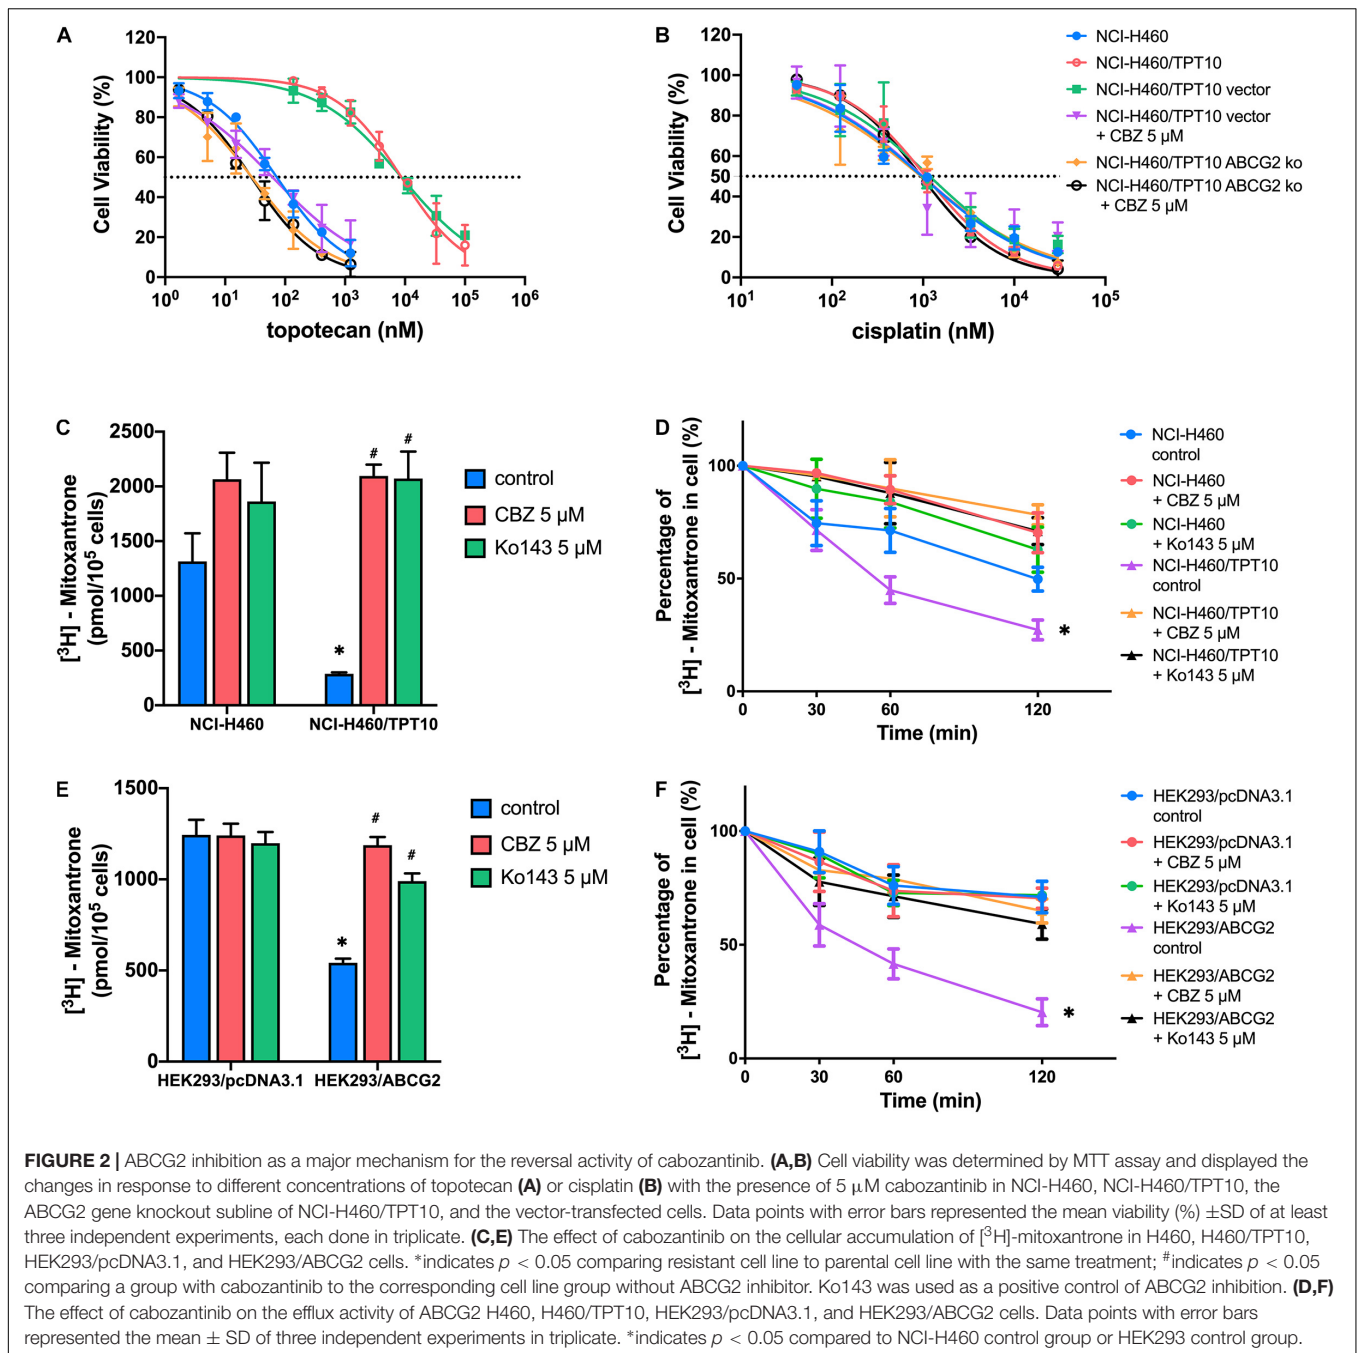 A
120
100
80
60
40
20
0
Cell Viability (%)
10⁰ 10¹ 10² 10³ 10⁴ 10⁵ 10⁶
topotecan (nM)
B
120
100
80
60
50
40
20
0
Cell Viability (%)
10¹ 10² 10³ 10⁴ 10⁵
cisplatin (nM)
NCI-H460
NCI-H460/TPT10
NCI-H460/TPT10 vector
NCI-H460/TPT10 vector
+ CBZ 5 µM
NCI-H460/TPT10 ABCG2 ko
NCI-H460/TPT10 ABCG2 ko
+ CBZ 5 µM
C
2500
2000
1500
1000
500
0
[³H] - Mitoxantrone
(pmol/10⁵ cells)
* # #
NCI-H460 NCI-H460/TPT10
control
CBZ 5 µM
Ko143 5 µM
D
100
50
0
Percentage of
[³H] - Mitoxantrone in cell (%)
*
0 30 60 120
Time (min)
NCI-H460
control
NCI-H460
+ CBZ 5 µM
NCI-H460
+ Ko143 5 µM
NCI-H460/TPT10
control
NCI-H460/TPT10
+ CBZ 5 µM
NCI-H460/TPT10
+ Ko143 5 µM
E
1500
1000
500
0
[³H] - Mitoxantrone
(pmol/10⁵ cells)
* # #
HEK293/pcDNA3.1 HEK293/ABCG2
control
CBZ 5 µM
Ko143 5 µM
F
100
50
0
Percentage of
[³H] - Mitoxantrone in cell (%)
*
0 30 60 120
Time (min)
HEK293/pcDNA3.1
control
HEK293/pcDNA3.1
+ CBZ 5 µM
HEK293/pcDNA3.1
+ Ko143 5 µM
HEK293/ABCG2
control
HEK293/ABCG2
+ CBZ 5 µM
HEK293/ABCG2
+ Ko143 5 µM
FIGURE 2 | ABCG2 inhibition as a major mechanism for the reversal activity of cabozantinib. (A,B) Cell viability was determined by MTT assay and displayed the
changes in response to different concentrations of topotecan (A) or cisplatin (B) with the presence of 5 µM cabozantinib in NCI-H460, NCI-H460/TPT10, the
ABCG2 gene knockout subline of NCI-H460/TPT10, and the vector-transfected cells. Data points with error bars represented the mean viability (%) ±SD of at least
three independent experiments, each done in triplicate. (C,E) The effect of cabozantinib on the cellular accumulation of [³H]-mitoxantrone in H460, H460/TPT10,
HEK293/pcDNA3.1, and HEK293/ABCG2 cells. *indicates p < 0.05 comparing resistant cell line to parental cell line with the same treatment; #indicates p < 0.05
comparing a group with cabozantinib to the corresponding cell line group without ABCG2 inhibitor. Ko143 was used as a positive control of ABCG2 inhibition. (D,F)
The effect of cabozantinib on the efflux activity of ABCG2 H460, H460/TPT10, HEK293/pcDNA3.1, and HEK293/ABCG2 cells. Data points with error bars
represented the mean ± SD of three independent experiments in triplicate. *indicates p < 0.05 compared to NCI-H460 control group or HEK293 control group.